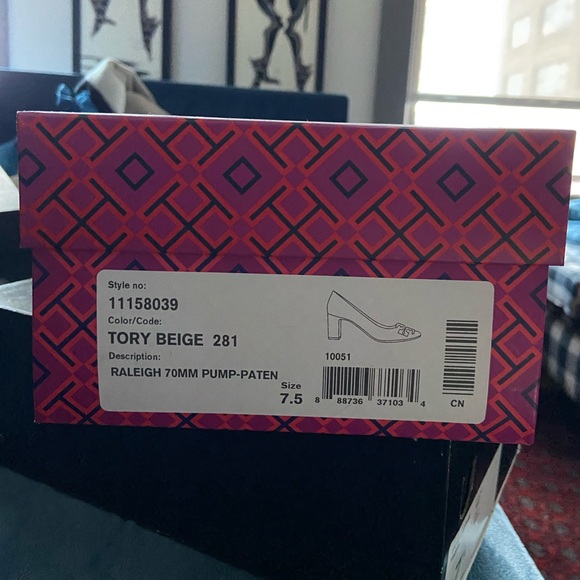 Style no:
11158039
Color/Code:
TORY BEIGE 281
Description:
10051
RALEIGH 70MM PUMP-PATEN
Size
7.5
8 88736 37103 4
CN